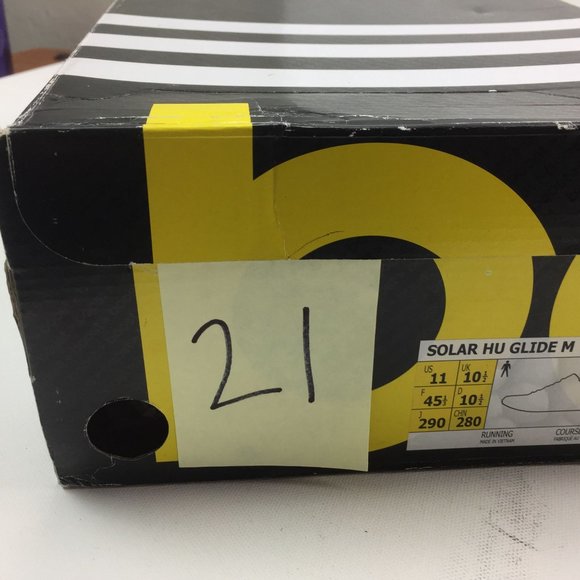 21
SOLAR HU GLIDE M
US 11 UK 10½
F 45⅓ D 10½
J 290 CHN 280
RUNNING
MADE IN VIETNAM